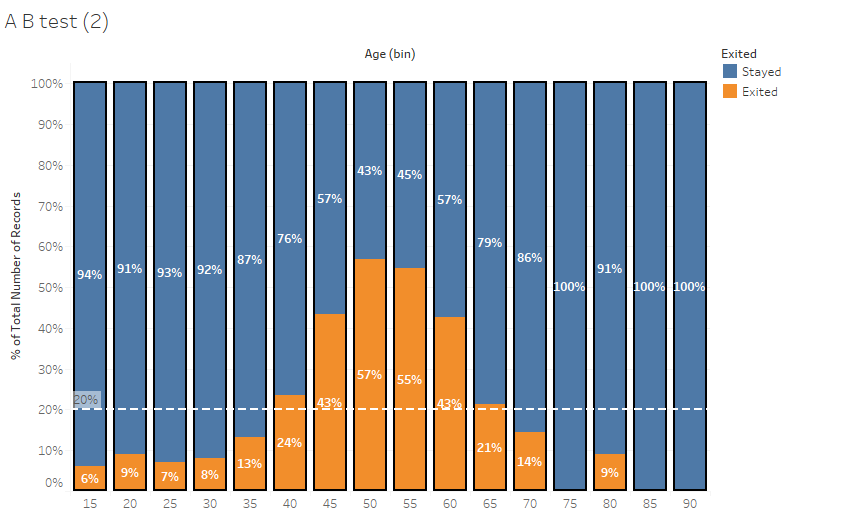 A B test (2)
Age (bin)
Exited
Stayed
Exited
% of Total Number of Records
100%
90%
80%
70%
60%
50%
40%
30%
20%
10%
0%
20%
94% 91% 93% 92% 87% 76% 57% 43% 45% 57% 79% 86% 100% 91% 100% 100%
6% 9% 7% 8% 13% 24% 43% 57% 55% 43% 21% 14% 9%
15 20 25 30 35 40 45 50 55 60 65 70 75 80 85 90